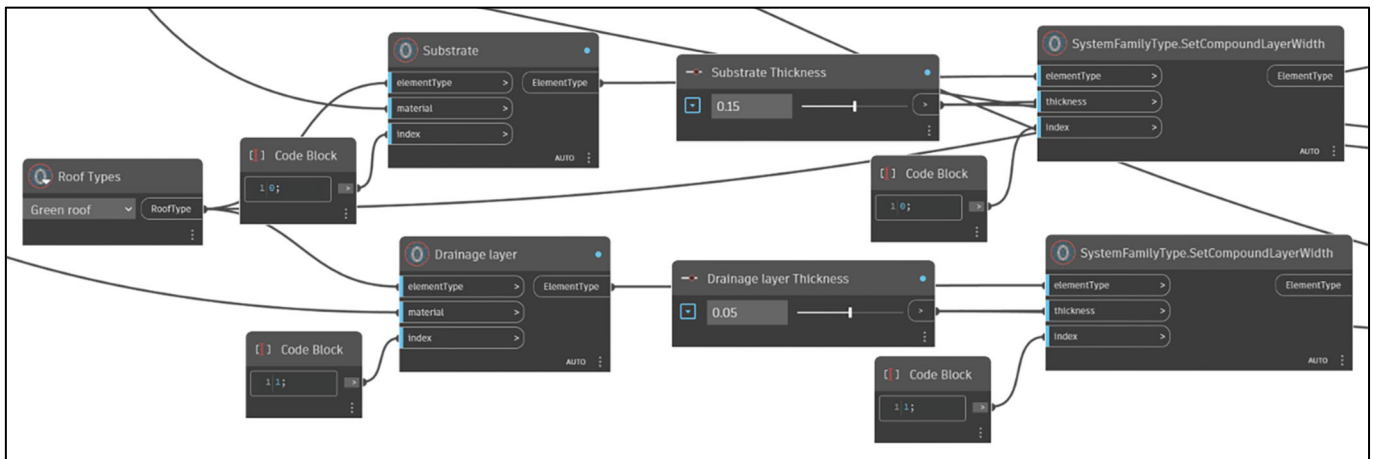 Substrate
elementType >
ElementType
material >
index >
AUTO
Substrate Thickness
0.15
>
SystemFamilyType.SetCompoundLayerWidth
elementType >
ElementType
thickness >
index >
AUTO
[ ] Code Block
1 0;
>
Roof Types
Green roof
RoofType
[ ] Code Block
1 0;
>
Drainage layer
elementType >
ElementType
material >
index >
AUTO
Drainage layer Thickness
0.05
>
SystemFamilyType.SetCompoundLayerWidth
elementType >
ElementType
thickness >
index >
AUTO
[ ] Code Block
1 1;
>
[ ] Code Block
1 1;
>